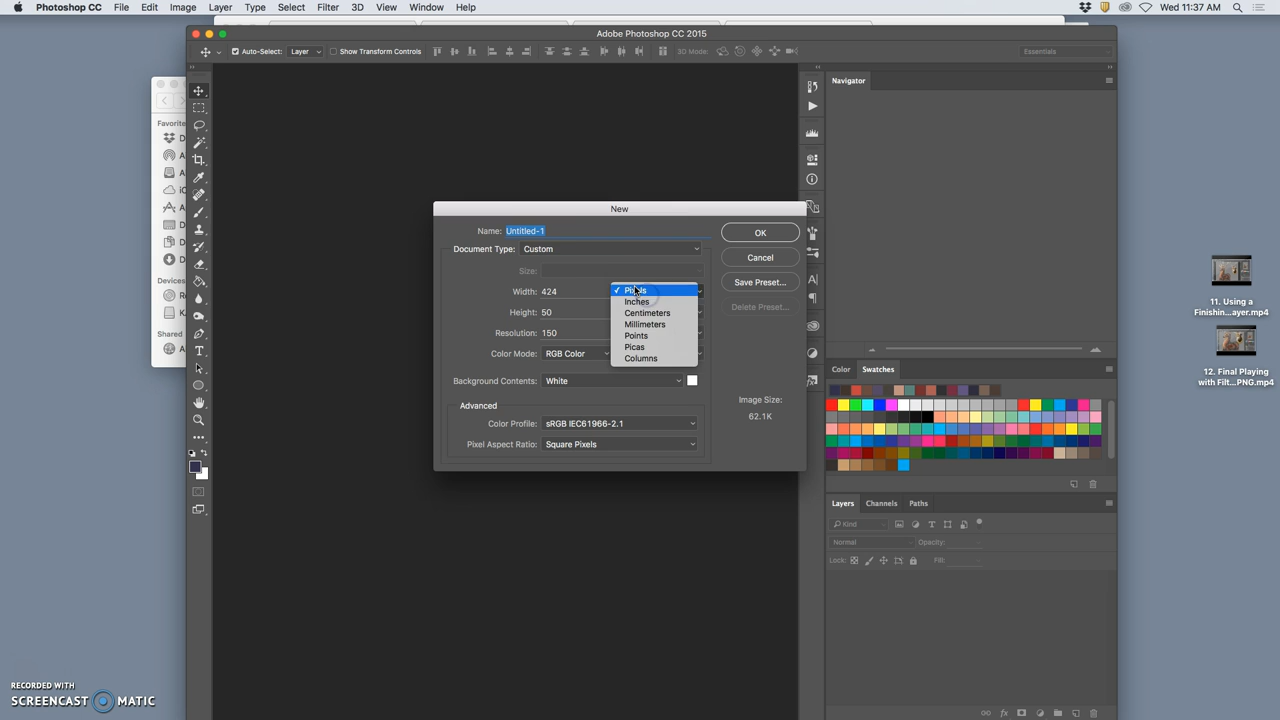 Photoshop CC File Edit Image Layer Type Select Filter 3D View Window Help Wed 11:37 AM
Adobe Photoshop CC 2015
Auto-Select: Layer Show Transform Controls 3D Mode: Essentials
Navigator
Favorite
Devices
Shared
New
Name: Untitled-1 OK
Document Type: Custom Cancel
Size:
Save Preset...
Width: 424 Pixels
Inches
Height: 50 Centimeters
Delete Preset...
Millimeters
Resolution: 150 Points
Picas
Color Mode: RGB Color Columns
Background Contents: White
Image Size:
62.1K
Advanced
Color Profile: sRGB IEC61966-2.1
Pixel Aspect Ratio: Square Pixels
11. Using a
Finishing ...ayer.mp4
12. Final Playing
with Filt...PNG.mp4
Color Swatches
Layers Channels Paths
Kind
Normal Opacity:
Lock: Fill:
RECORDED WITH
SCREENCAST MATIC